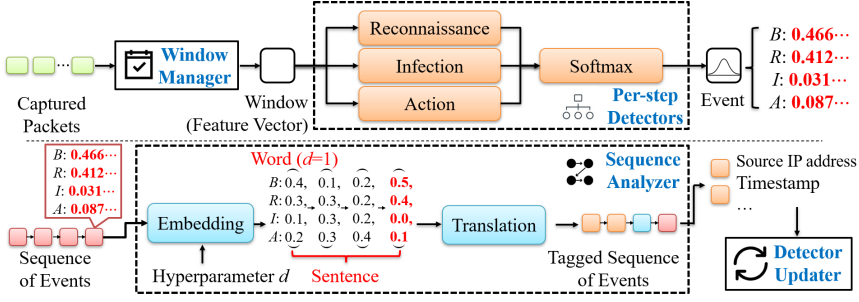 Captured
Packets
Window
Manager
Window
(Feature Vector)
Reconnaissance
Infection
Action
Softmax
Per-step
Detectors
Event
B: 0.466···
R: 0.412···
I: 0.031···
A: 0.087···
B: 0.466···
R: 0.412···
I: 0.031···
A: 0.087···
Sequence
of Events
Embedding
Hyperparameter d
Word (d=1)
B: 0.4, 0.1, 0.2, 0.5,
R: 0.3, 0.3, 0.2, 0.4,
I: 0.1, 0.3, 0.2, 0.0,
A: 0.2 0.3 0.4 0.1
Sentence
Translation
Sequence
Analyzer
Tagged Sequence
of Events
Source IP address
Timestamp
...
Detector
Updater